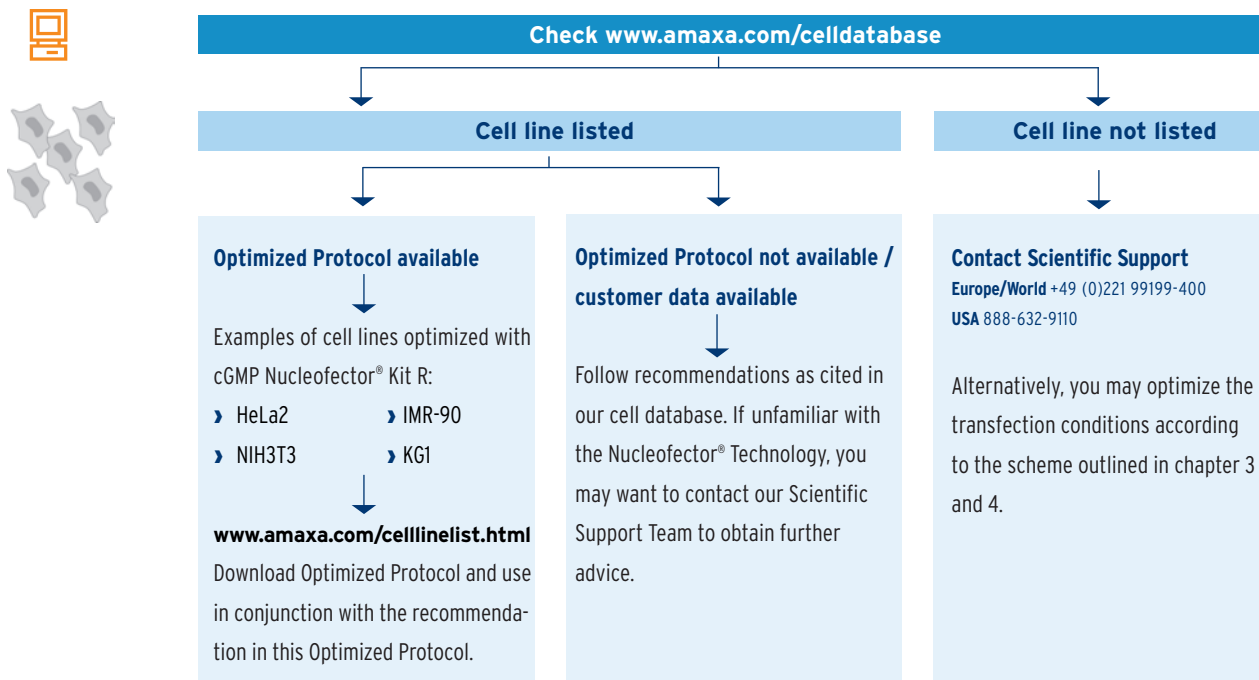 Check www.amaxa.com/celldatabase
Cell line listed
Cell line not listed
Optimized Protocol available
Examples of cell lines optimized with
cGMP Nucleofector® Kit R:
❱ HeLa2
❱ IMR-90
❱ NIH3T3
❱ KG1
www.amaxa.com/celllinelist.html
Download Optimized Protocol and use
in conjunction with the recommenda-
tion in this Optimized Protocol.
Optimized Protocol not available /
customer data available
Follow recommendations as cited in
our cell database. If unfamiliar with
the Nucleofector® Technology, you
may want to contact our Scientific
Support Team to obtain further
advice.
Contact Scientific Support
Europe/World +49 (0)221 99199-400
USA 888-632-9110
Alternatively, you may optimize the
transfection conditions according
to the scheme outlined in chapter 3
and 4.